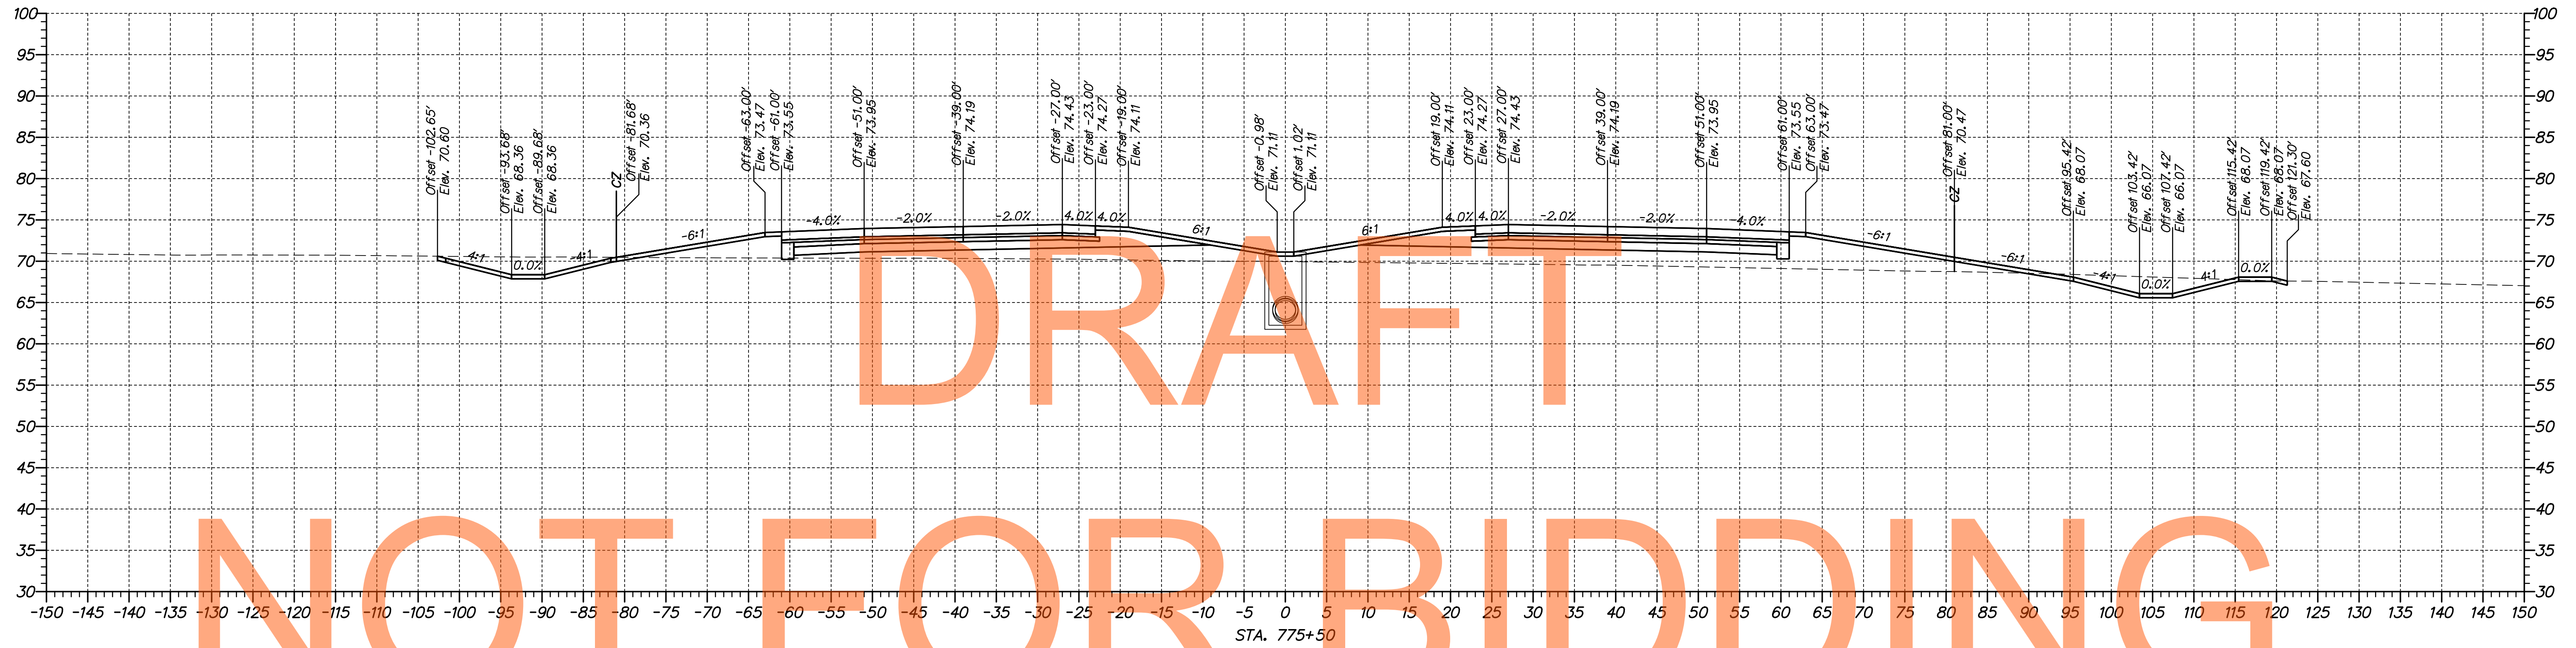 100
95
90
85
80
75
70
65
60
55
50
45
40
35
30
100
95
90
85
80
75
70
65
60
55
50
45
40
35
30
Offset -102.65'
Elev. 70.60
Offset -93.68'
Elev. 68.36
Offset -89.68'
Elev. 68.36
CZ
Offset -81.68'
Elev. 70.36
Offset -63.00'
Elev. 73.47
Offset -61.00'
Elev. 73.55
Offset -51.00'
Elev. 73.95
Offset -39.00'
Elev. 74.19
Offset -27.00'
Elev. 74.43
Offset -23.00'
Elev. 74.27
Offset -19.00'
Elev. 74.11
Offset -0.98'
Elev. 71.11
Offset 1.02'
Elev. 71.11
Offset 19.00'
Elev. 74.11
Offset 23.00'
Elev. 74.27
Offset 27.00'
Elev. 74.43
Offset 39.00'
Elev. 74.19
Offset 51.00'
Elev. 73.95
Offset 61.00'
Elev. 73.55
Offset 63.00'
Elev. 73.47
Offset 81.00'
Elev. 70.47
CZ
Offset 95.42'
Elev. 68.07
Offset 103.42'
Elev. 66.07
Offset 107.42'
Elev. 66.07
Offset 115.42'
Elev. 68.07
Offset 119.42'
Elev. 68.07
Offset 121.30'
Elev. 67.60
-4:1 0.0% -4:1 -6:1 -4.0% -2.0% -2.0% 4.0% 4.0% 6:1 6:1 4.0% 4.0% -2.0% -2.0% -4.0% -6:1 -6:1 -4:1 0.0% 4:1 0.0%
DRAFT
NOT FOR BIDDING
-150 -145 -140 -135 -130 -125 -120 -115 -110 -105 -100 -95 -90 -85 -80 -75 -70 -65 -60 -55 -50 -45 -40 -35 -30 -25 -20 -15 -10 -5 0 5 10 15 20 25 30 35 40 45 50 55 60 65 70 75 80 85 90 95 100 105 110 115 120 125 130 135 140 145 150
STA. 775+50